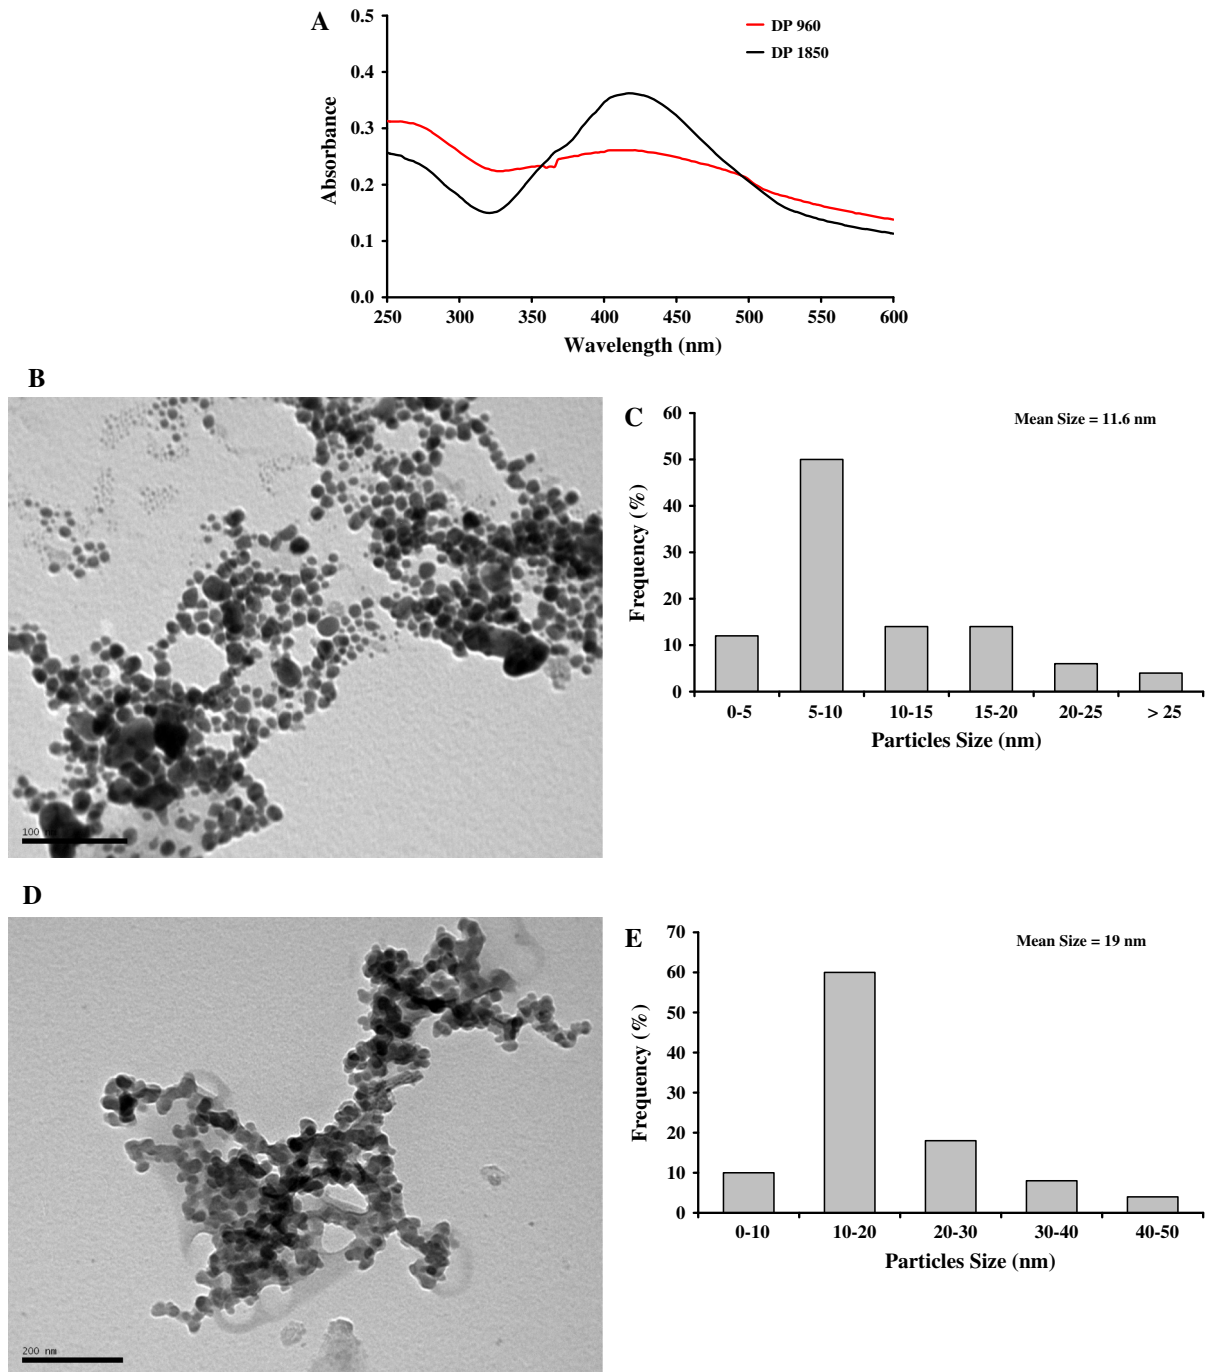 A
DP 960
DP 1850
0.5
0.4
0.3
0.2
0.1
0.0
Absorbance
250 300 350 400 450 500 550 600
Wavelength (nm)
B
100 nm
C
Mean Size = 11.6 nm
60
50
40
30
20
10
0
Frequency (%)
0-5 5-10 10-15 15-20 20-25 > 25
Particles Size (nm)
D
200 nm
E
Mean Size = 19 nm
70
60
50
40
30
20
10
0
Frequency (%)
0-10 10-20 20-30 30-40 40-50
Particles Size (nm)